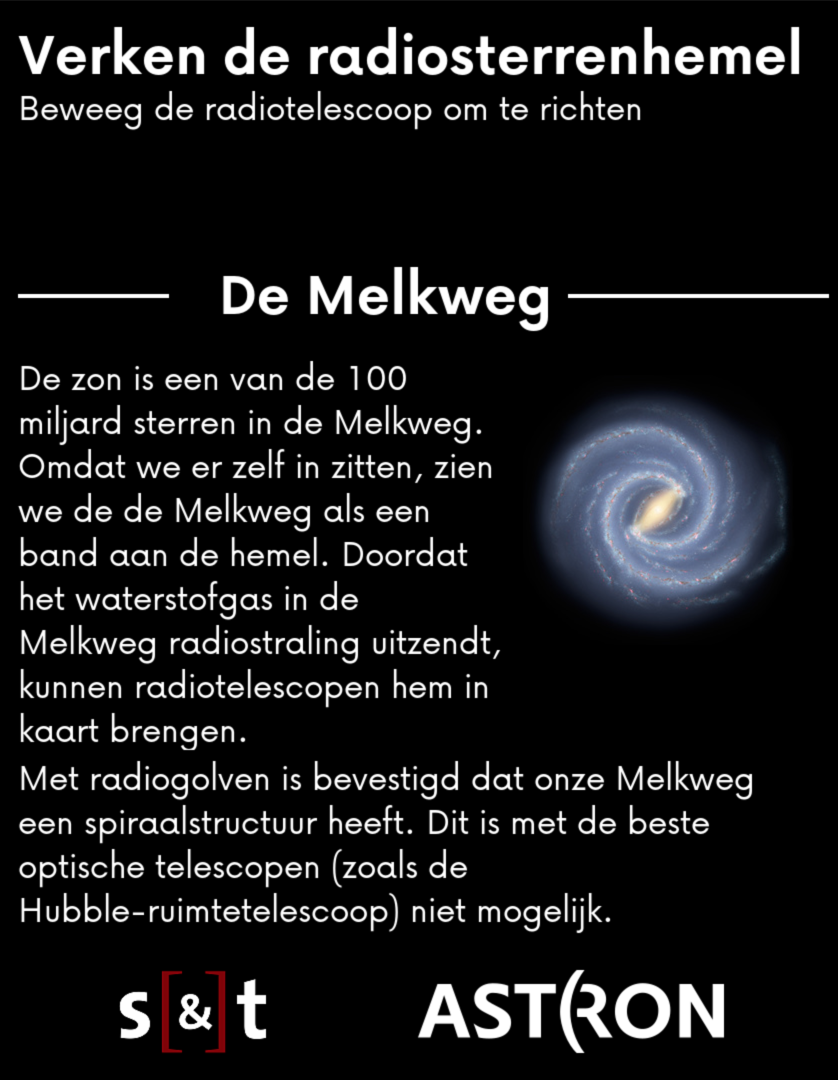 Verken de radiosterrenhemel
Beweeg de radiotelescoop om te richten
De Melkweg
De zon is een van de 100
miljard sterren in de Melkweg.
Omdat we er zelf in zitten, zien
we de de Melkweg als een
band aan de hemel. Doordat
het waterstofgas in de
Melkweg radiostraling uitzendt,
kunnen radiotelescopen hem in
kaart brengen.
Met radiogolven is bevestigd dat onze Melkweg
een spiraalstructuur heeft. Dit is met de beste
optische telescopen (zoals de
Hubble-ruimtetelescoop) niet mogelijk.
s[&]t
ASTRON